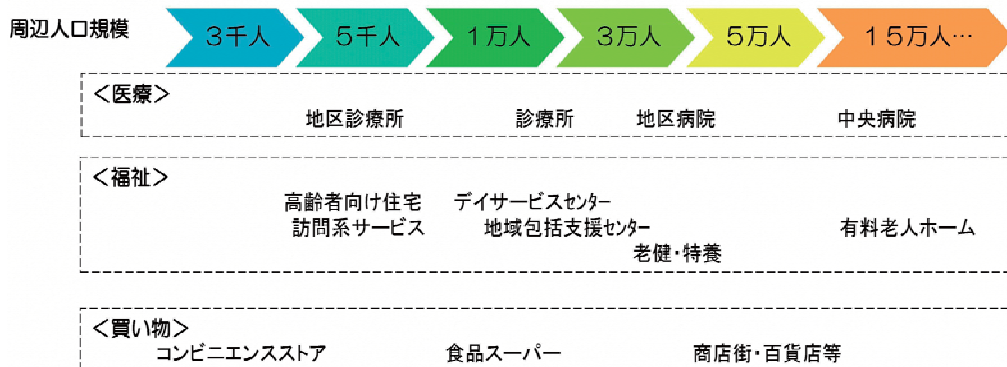 周辺人口規模 3千人 5千人 1万人 3万人 5万人 15万人…
<医療>
地区診療所 診療所 地区病院 中央病院
<福祉>
高齢者向け住宅 デイサービスセンター
訪問系サービス 地域包括支援センター 有料老人ホーム
老健・特養
<買い物>
コンビニエンスストア 食品スーパー 商店街・百貨店等